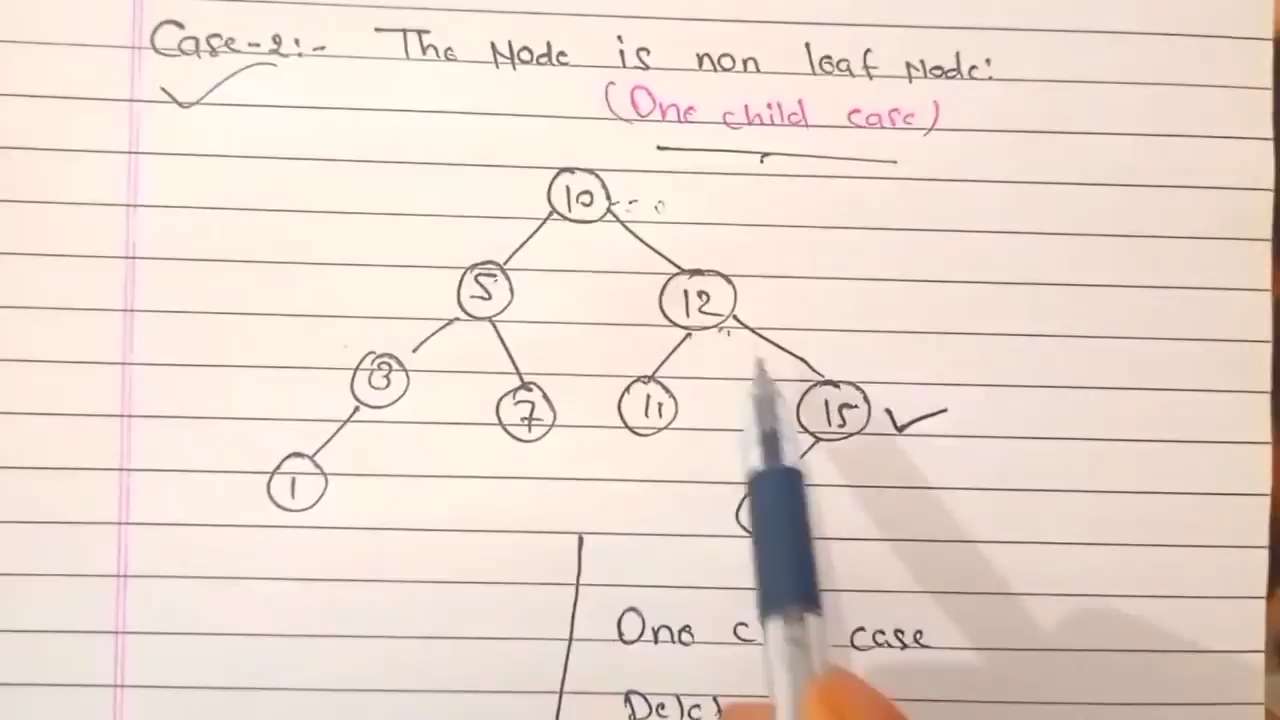 Case-2:- The Node is non leaf Node:
(One child case)
10
5 12
3 7 11 15
1
One c case